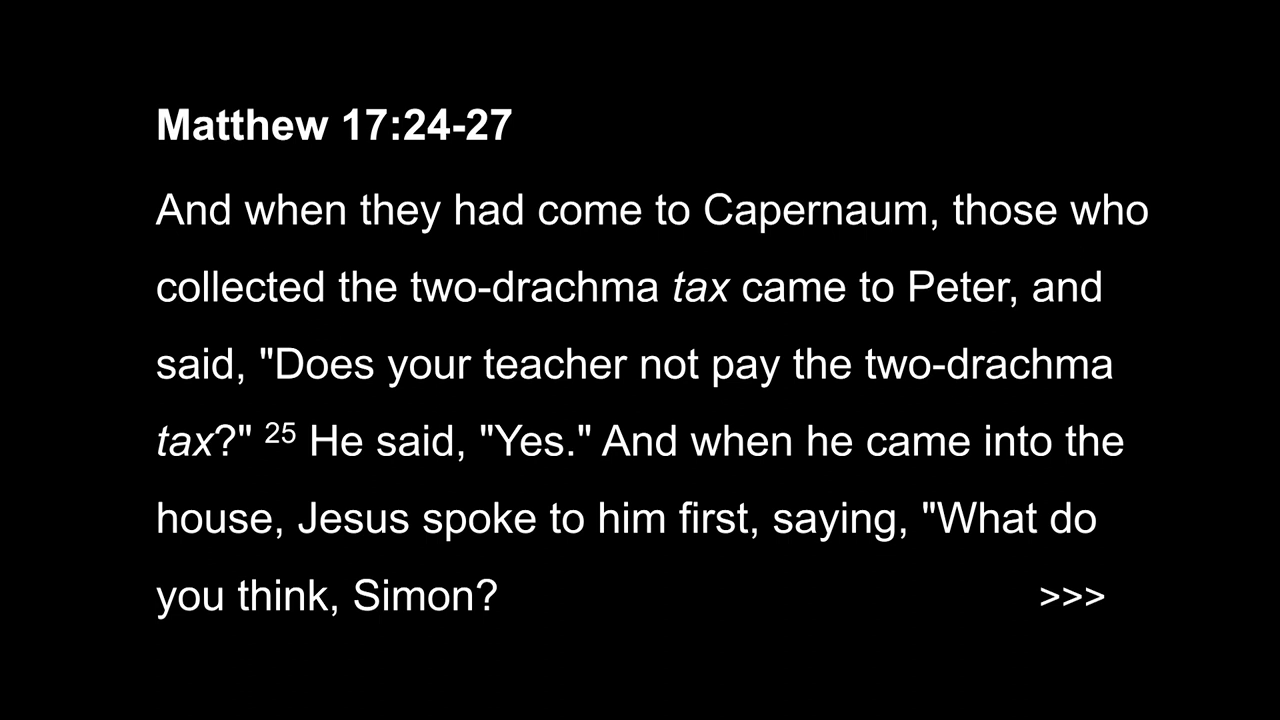 Matthew 17:24-27
And when they had come to Capernaum, those who
collected the two-drachma tax came to Peter, and
said, "Does your teacher not pay the two-drachma
tax?" 25 He said, "Yes." And when he came into the
house, Jesus spoke to him first, saying, "What do
you think, Simon? >>>